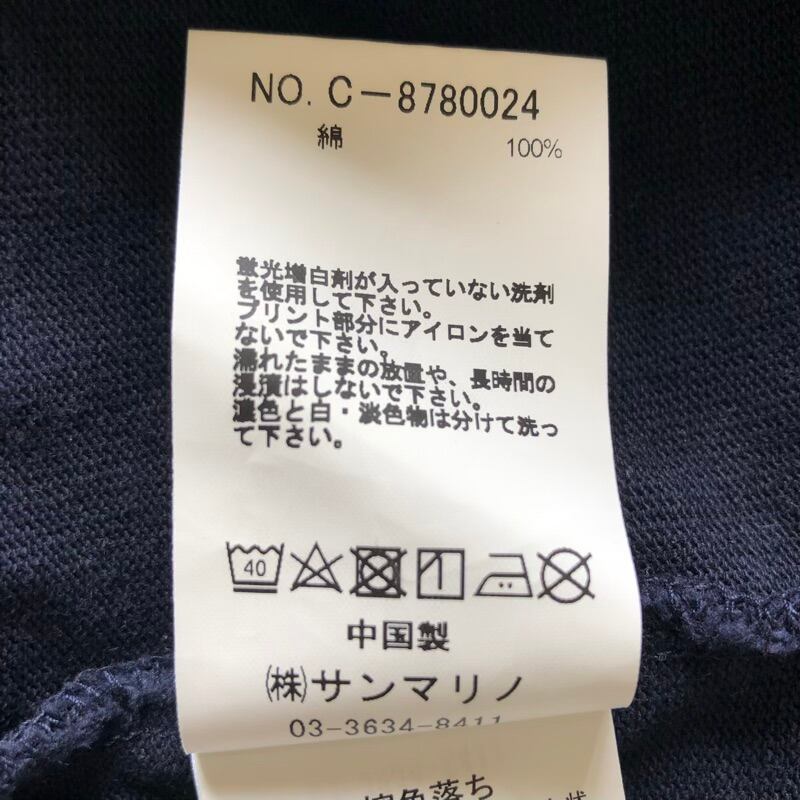 NO. C-8780024
綿 100%
蛍光増白剤が入っていない洗剤
を使用して下さい。
プリント部分にアイロンを当て
ないで下さい。
濡れたままの放置や、長時間の
浸漬はしないで下さい。
濃色と白・淡色物は分けて洗っ
て下さい。
40
中国製
(株)サンマリノ
03-3634-8411
色落ち
状